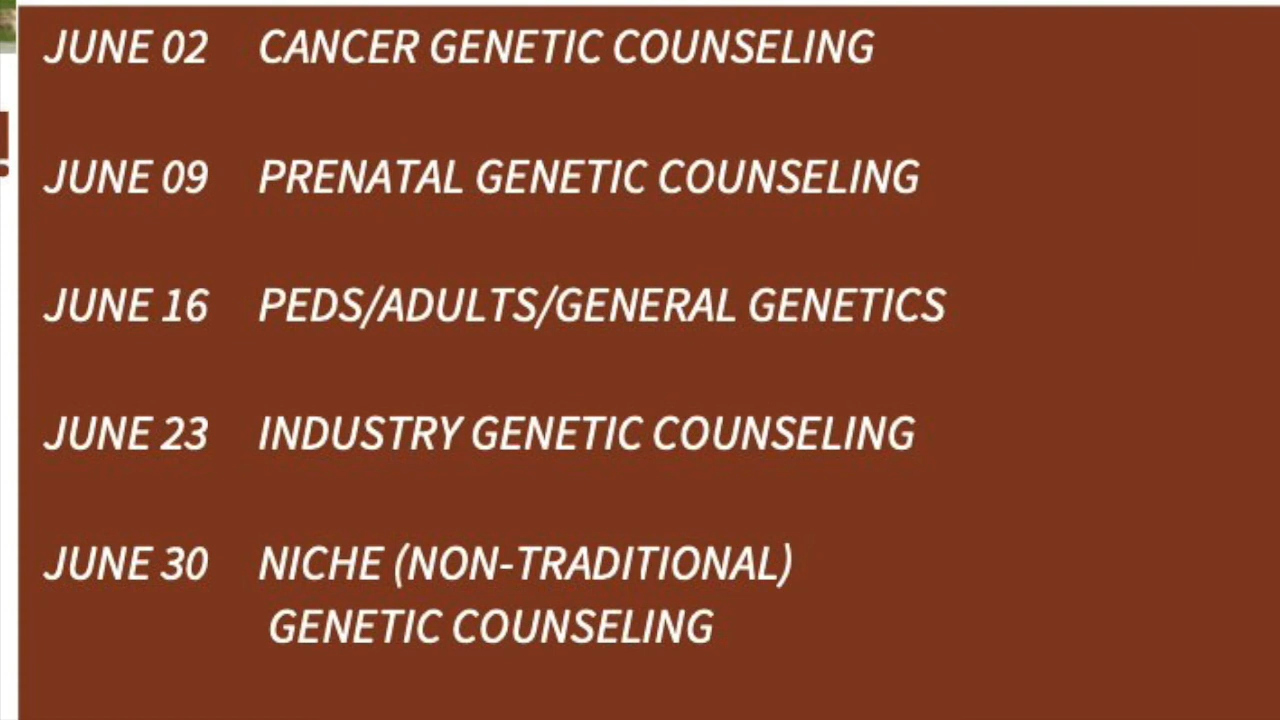 JUNE 02 CANCER GENETIC COUNSELING
JUNE 09 PRENATAL GENETIC COUNSELING
JUNE 16 PEDS/ADULTS/GENERAL GENETICS
JUNE 23 INDUSTRY GENETIC COUNSELING
JUNE 30 NICHE (NON-TRADITIONAL)
GENETIC COUNSELING